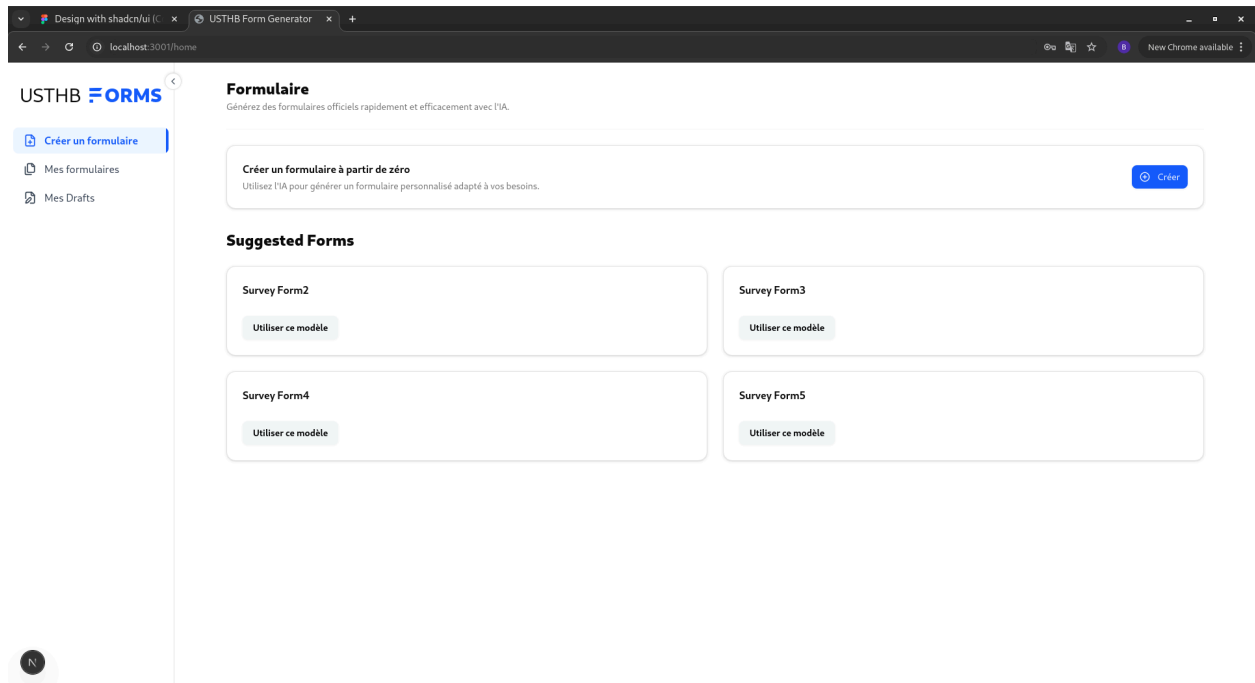 Design with shadcn/ui (C
USTHB Form Generator
localhost:3001/home
B
New Chrome available
USTHB FORMS
Créer un formulaire
Mes formulaires
Mes Drafts
Formulaire
Générez des formulaires officiels rapidement et efficacement avec l'IA.
Créer un formulaire à partir de zéro
Utilisez l'IA pour générer un formulaire personnalisé adapté à vos besoins.
Créer
Suggested Forms
Survey Form2
Utiliser ce modèle
Survey Form3
Utiliser ce modèle
Survey Form4
Utiliser ce modèle
Survey Form5
Utiliser ce modèle
N